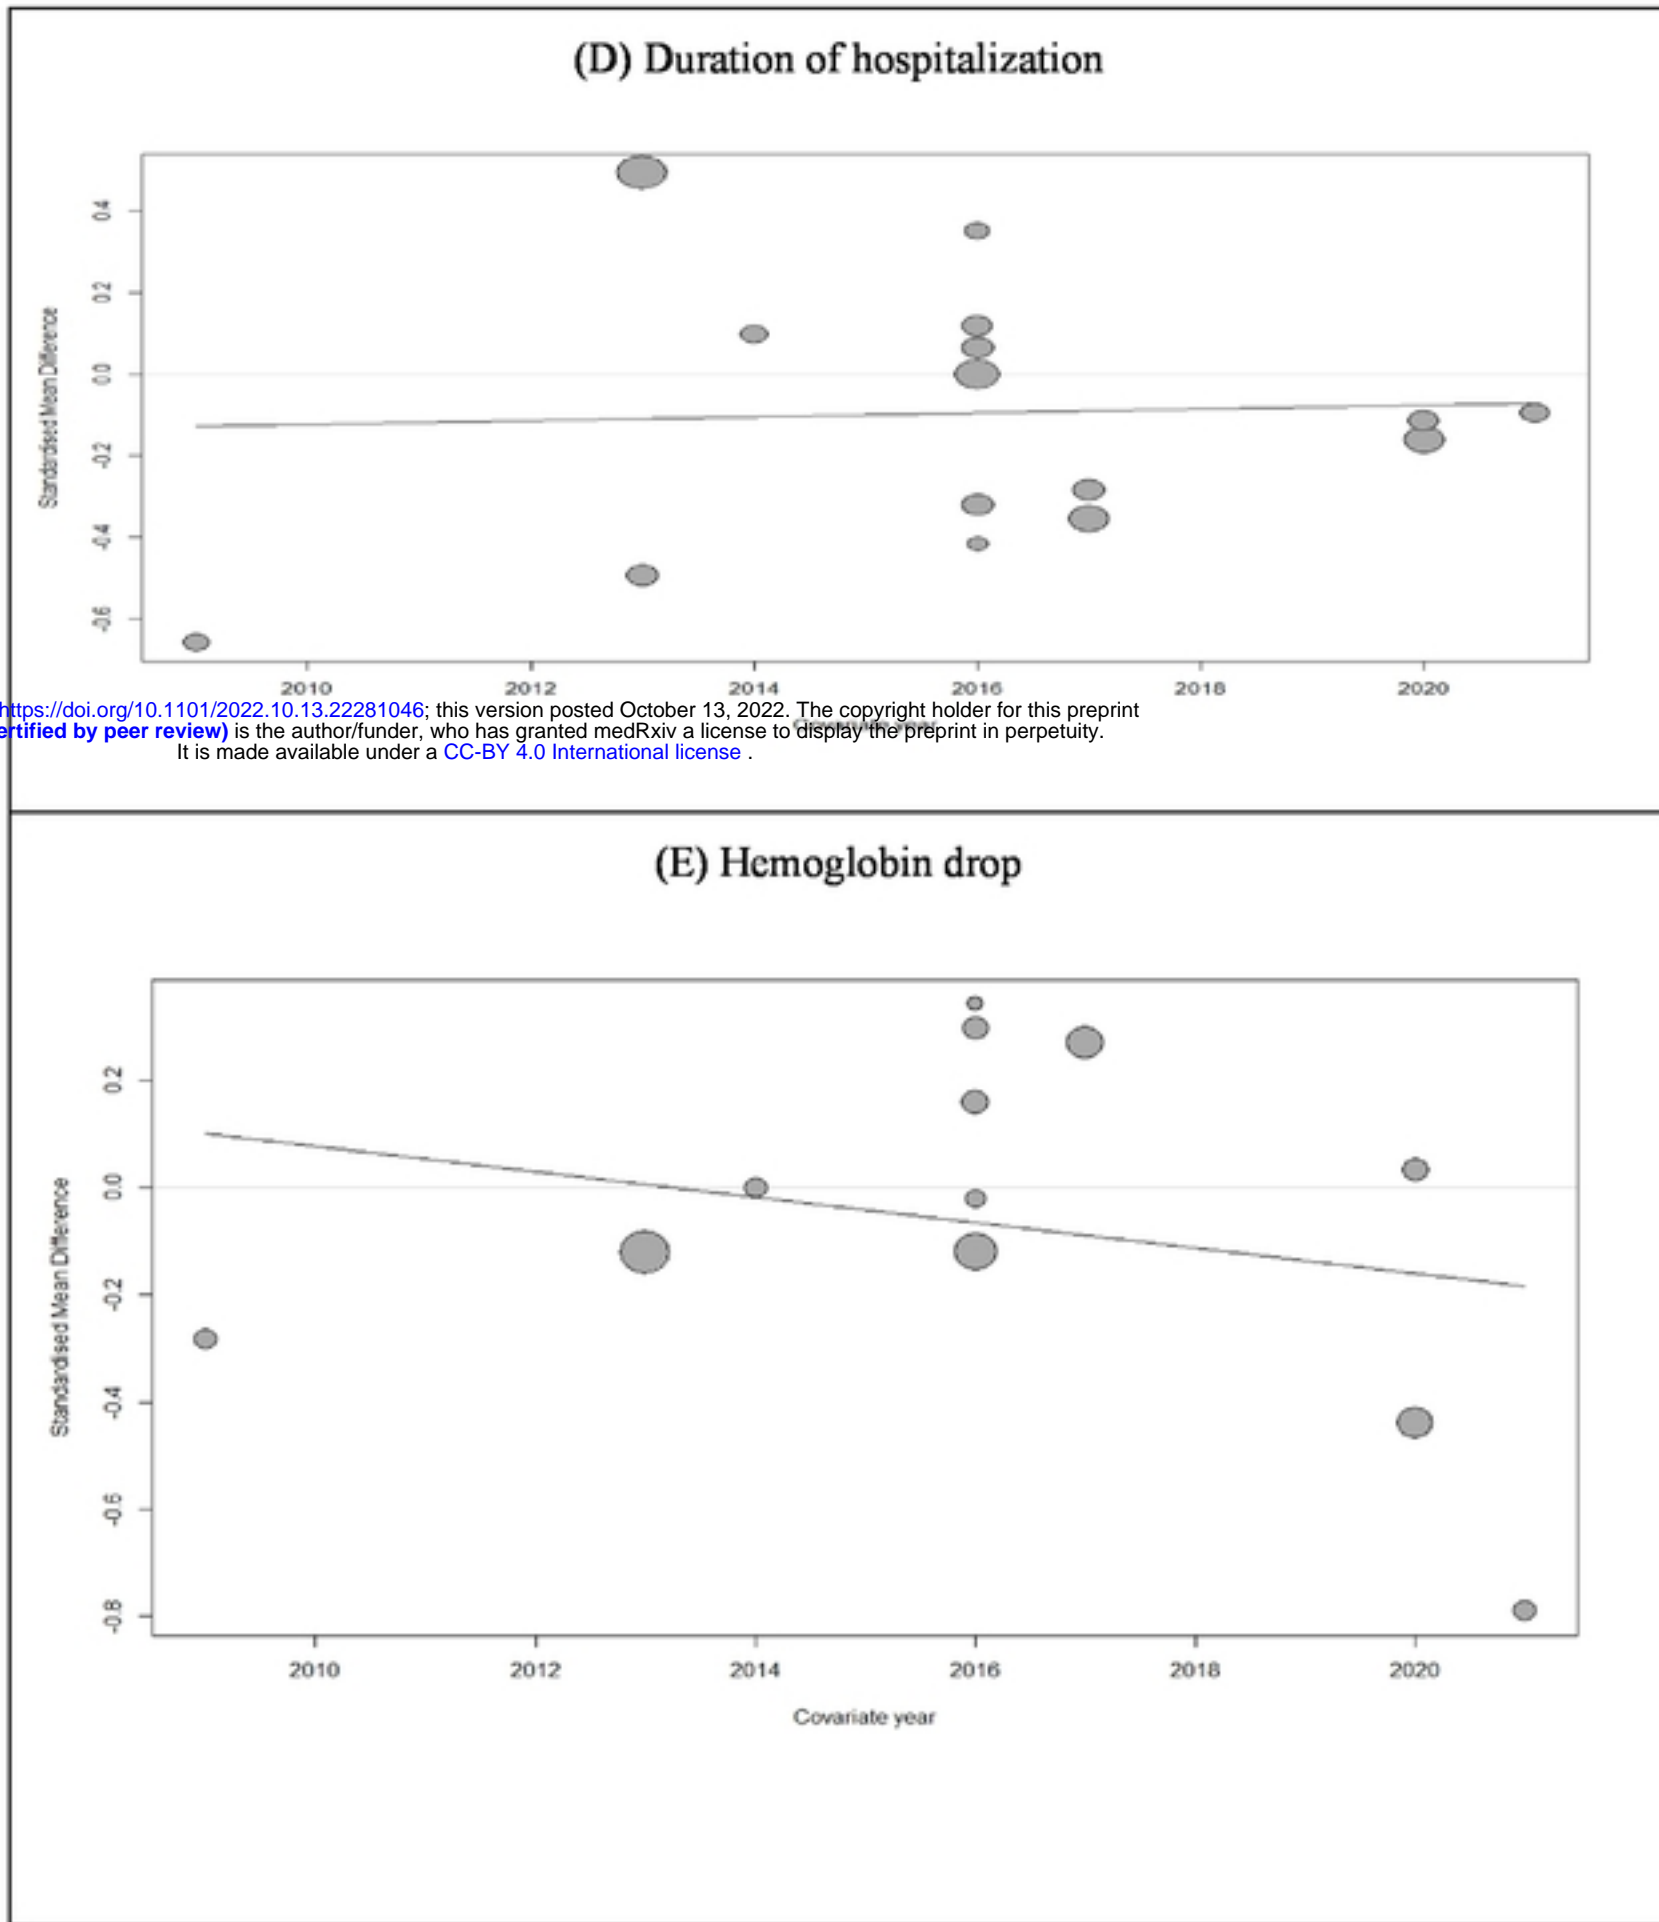 (D) Duration of hospitalization
Standardised Mean Difference
0.4
0.2
0.0
-0.2
-0.4
-0.6
2010 2012 2014 2016 2018 2020
Covariate year
https://doi.org/10.1101/2022.10.13.22281046; this version posted October 13, 2022. The copyright holder for this preprint
ertified by peer review) is the author/funder, who has granted medRxiv a license to display the preprint in perpetuity.
It is made available under a CC-BY 4.0 International license .
(E) Hemoglobin drop
Standardised Mean Difference
0.2
0.0
-0.2
-0.4
-0.6
-0.8
2010 2012 2014 2016 2018 2020
Covariate year